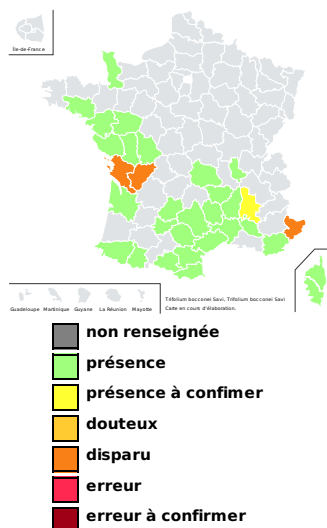 Île-de-France
Guadeloupe Martinique Guyane La Réunion Mayotte
Trifolium bocconei Savi, Trifolium bocconei Savi
Carte en cours d'élaboration.
non renseignée
présence
présence à confimer
douteux
disparu
erreur
erreur à confirmer